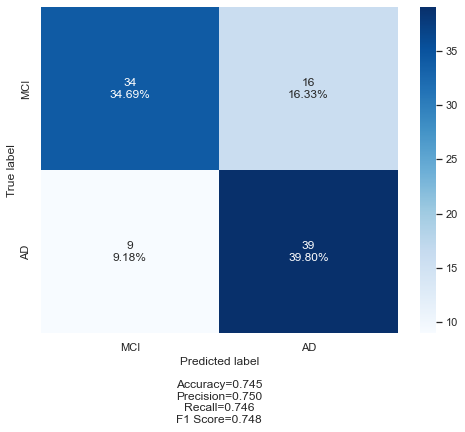 34
34.69%
16
16.33%
9
9.18%
39
39.80%
MCI
AD
True label
MCI
AD
Predicted label
Accuracy=0.745
Precision=0.750
Recall=0.746
F1 Score=0.748
35
30
25
20
15
10